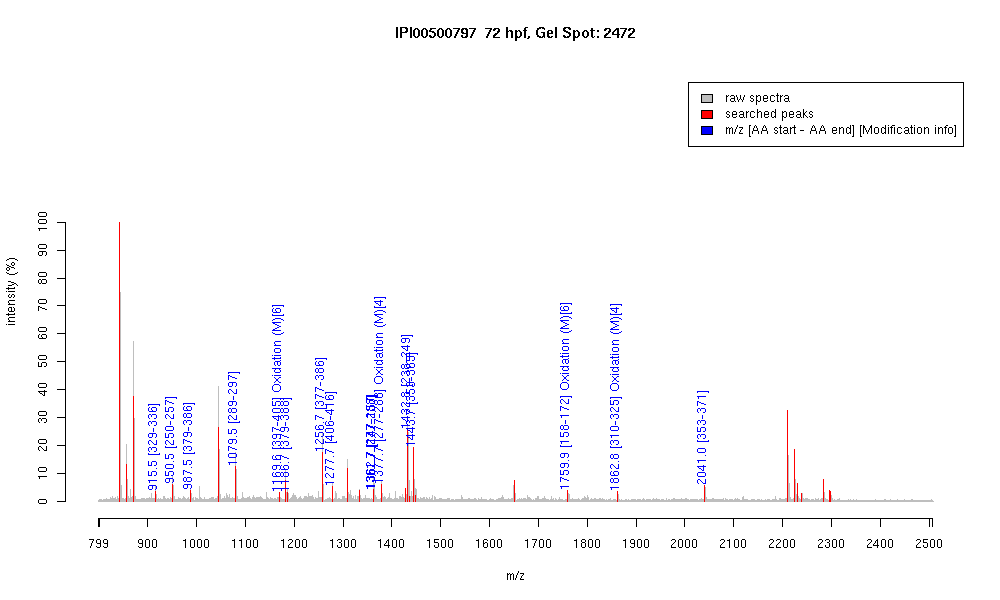 IPI00500797 72 hpf, Gel Spot: 2472
raw spectra
searched peaks
m/z [AA start - AA end] [Modification info]
intensity (%)
100
90
80
70
60
50
40
30
20
10
0
915.5 [329-336]
950.5 [250-257]
987.5 [379-386]
1079.5 [289-297]
1169.6 [397-405] Oxidation (M)[6]
[379-388]
1256.7 [377-386]
1277.7 [406-416]
1377.7 [277-288] Oxidation (M)[4]
1432.8 [238-249]
1759.9 [158-172] Oxidation (M)[6]
1862.8 [310-325] Oxidation (M)[4]
2041.0 [353-371]
799 900 1000 1100 1200 1300 1400 1500 1600 1700 1800 1900 2000 2100 2200 2300 2400 2500
m/z